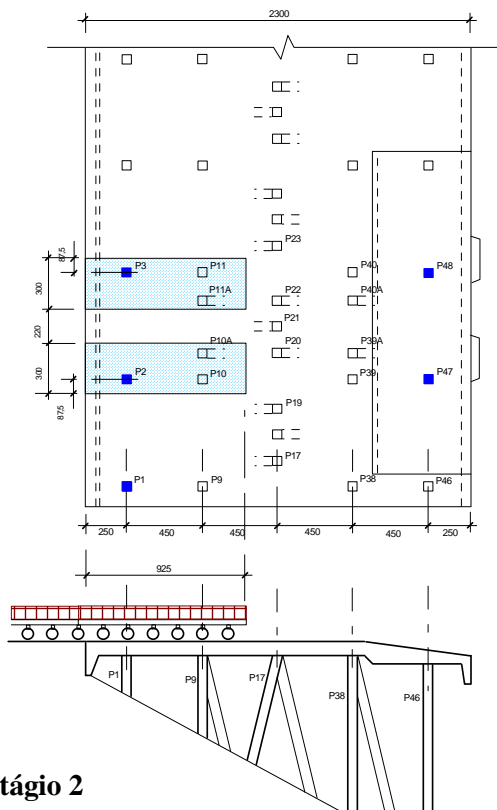 2300
P23
87,5
P3
P11
P40
P48
300
P11A
P22
P40A
220
P21
P10A
P20
P39A
300
P2
P10
P39
P47
87,5
P19
P17
P1
P9
P38
P46
250
450
450
450
450
250
925
P1
P9
P17
P38
P46
tágio 2